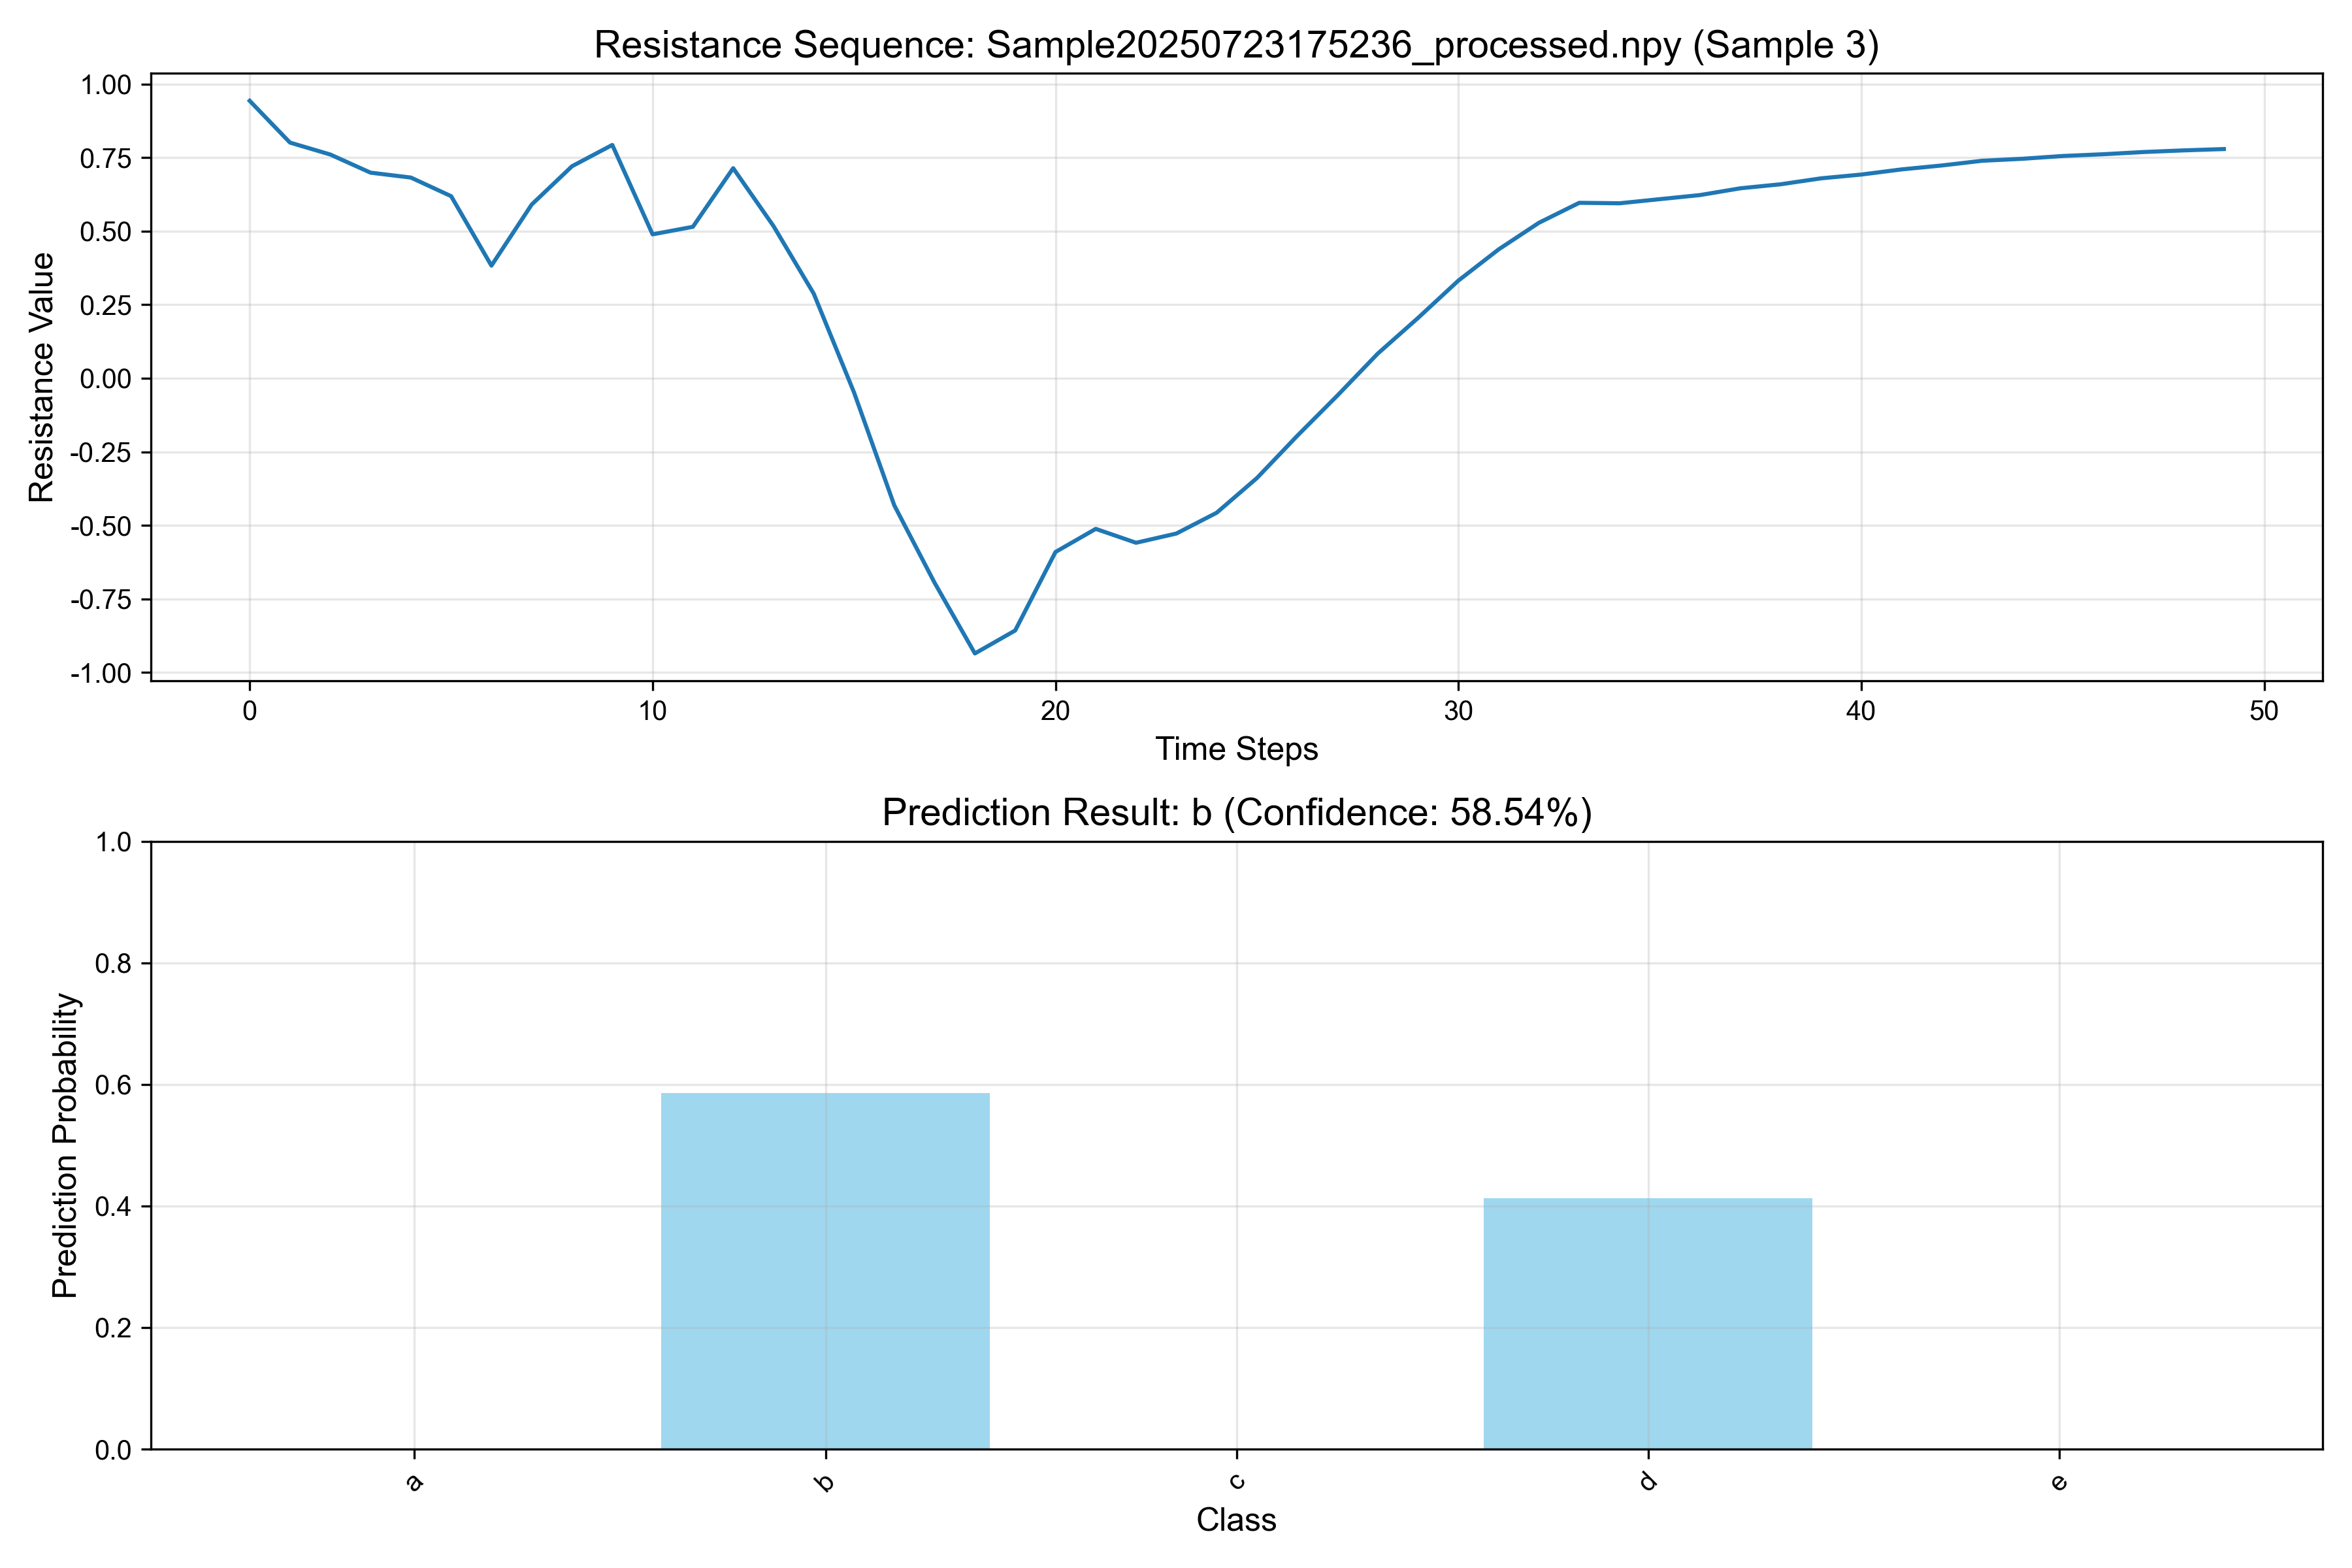 Resistance Sequence: Sample20250723175236_processed.npy (Sample 3)
Resistance Value
1.00
0.75
0.50
0.25
0.00
-0.25
-0.50
-0.75
-1.00
0 10 20 30 40 50
Time Steps
Prediction Result: b (Confidence: 58.54%)
Prediction Probability
1.0
0.8
0.6
0.4
0.2
0.0
a b c d e
Class